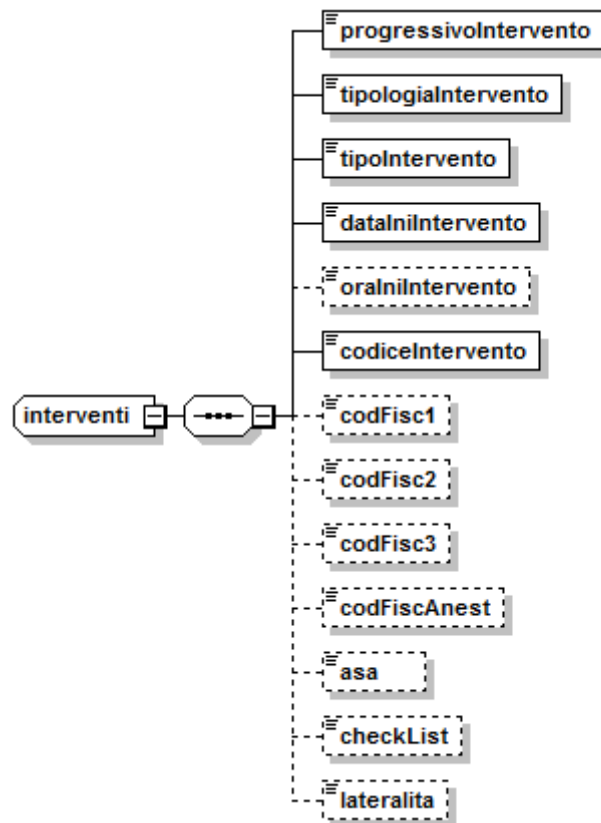 progressivoIntervento
tipologiaIntervento
tipoIntervento
dataIniIntervento
oraIniIntervento
codiceIntervento
interventi
codFisc1
codFisc2
codFisc3
codFiscAnest
asa
checkList
lateralita